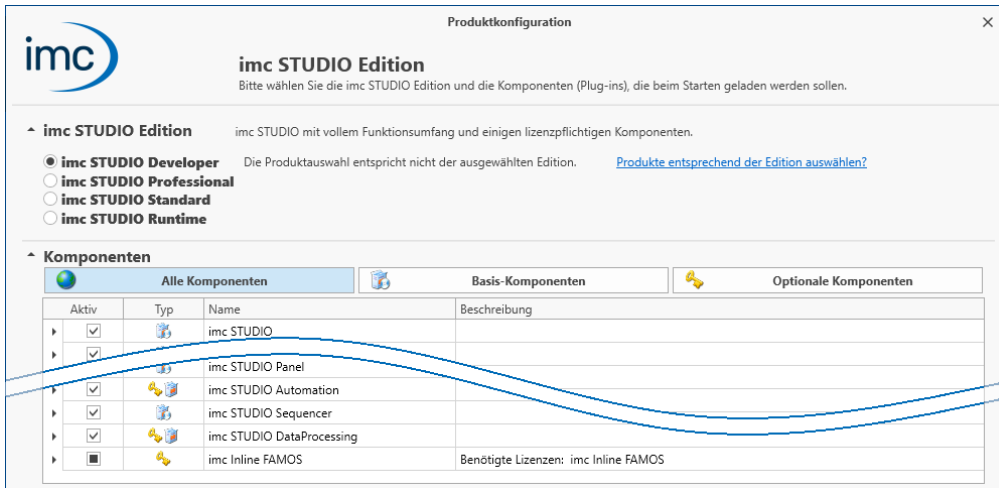 Produktkonfiguration
imc
imc STUDIO Edition
Bitte wählen Sie die imc STUDIO Edition und die Komponenten (Plug-ins), die beim Starten geladen werden sollen.
imc STUDIO Edition imc STUDIO mit vollem Funktionsumfang und einigen lizenzpflichtigen Komponenten.
imc STUDIO Developer Die Produktauswahl entspricht nicht der ausgewählten Edition. Produkte entsprechend der Edition auswählen?
imc STUDIO Professional
imc STUDIO Standard
imc STUDIO Runtime
Komponenten
Alle Komponenten Basis-Komponenten Optionale Komponenten
Aktiv Typ Name Beschreibung
imc STUDIO
imc STUDIO Panel
imc STUDIO Automation
imc STUDIO Sequencer
imc STUDIO DataProcessing
imc Inline FAMOS Benötigte Lizenzen: imc Inline FAMOS